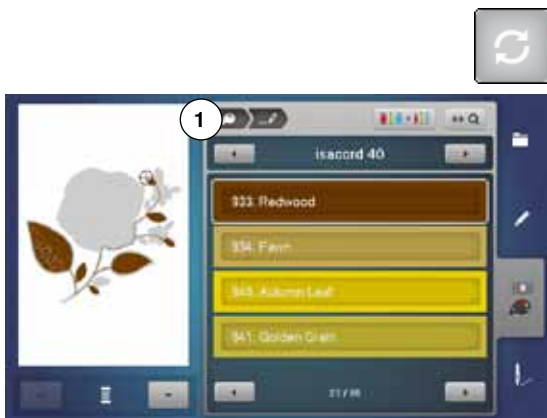 1
isacord 40
933. Redwood
934. Fawn
940. Autumn Leaf
941. Golden Grain